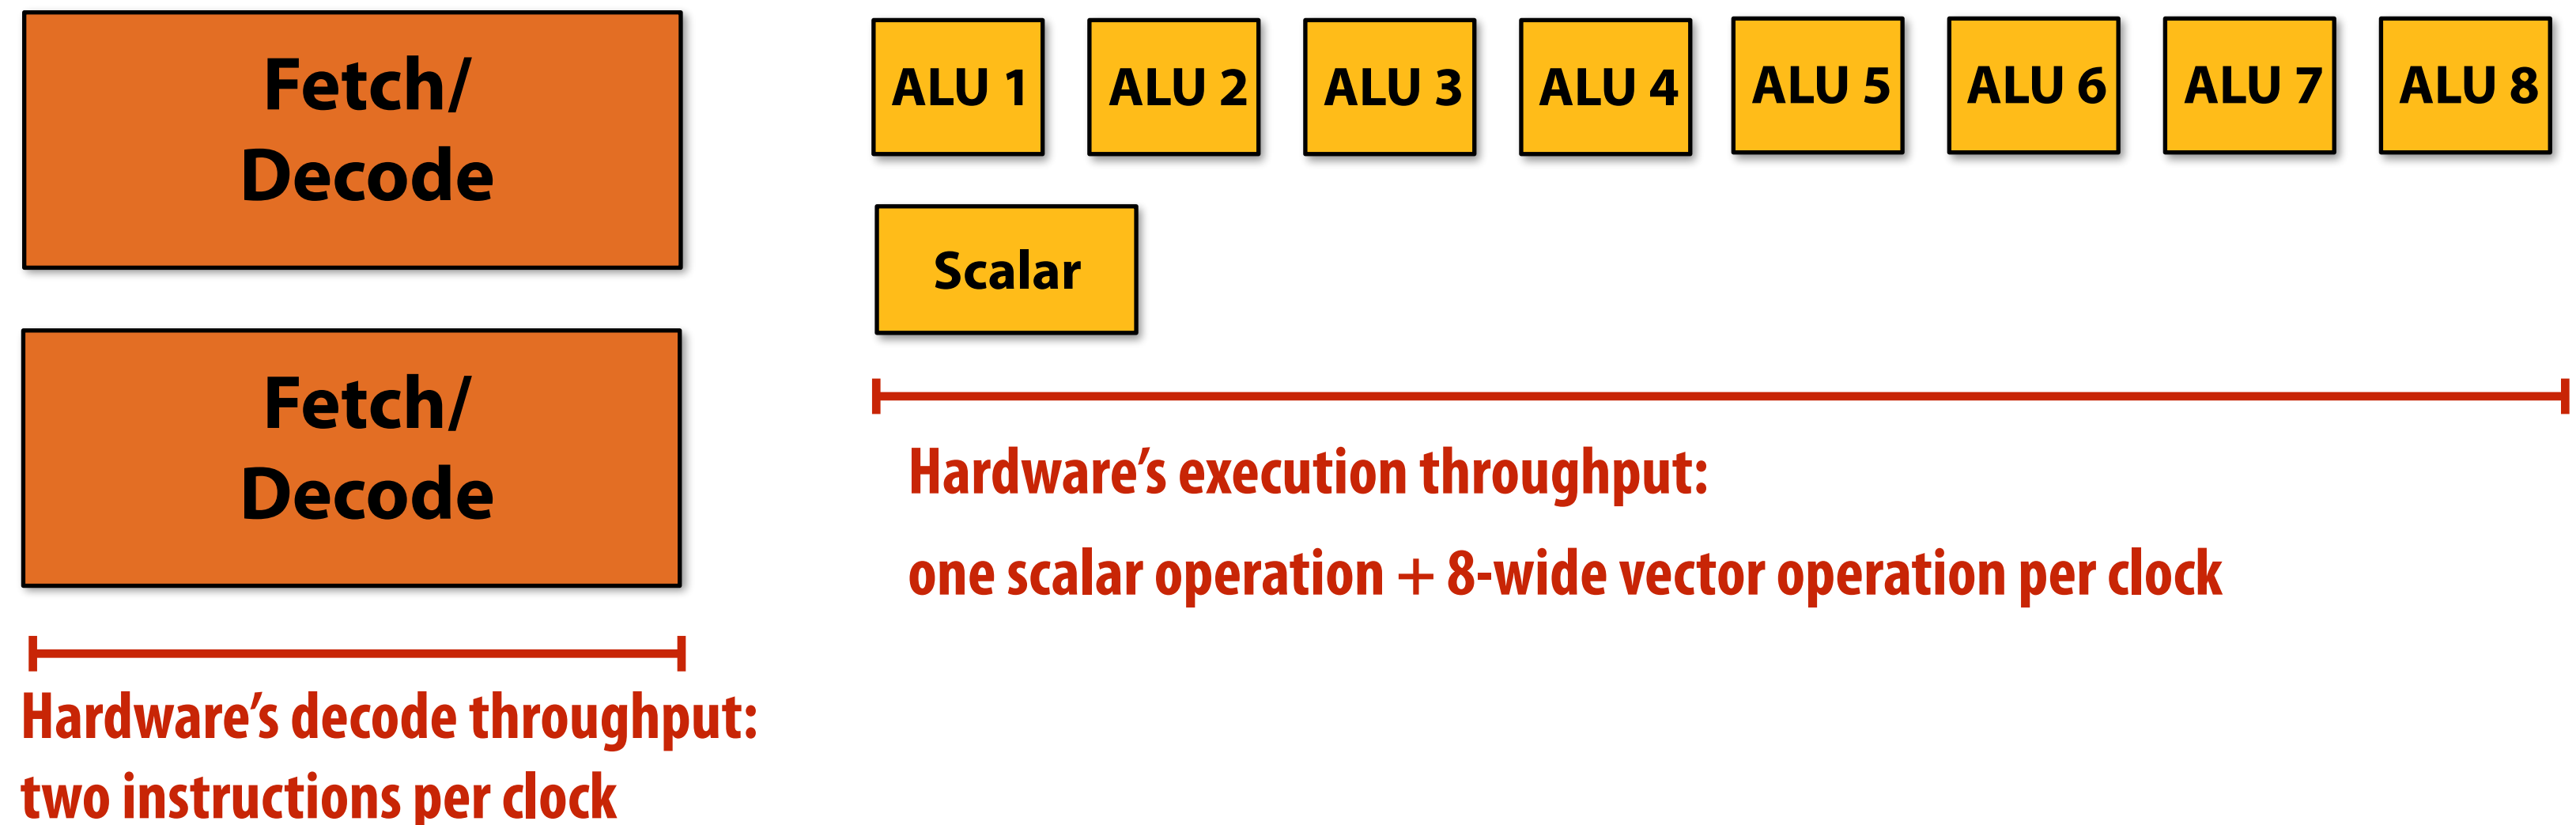 Fetch/
Decode
ALU 1 ALU 2 ALU 3 ALU 4 ALU 5 ALU 6 ALU 7 ALU 8
Scalar
Fetch/
Decode
Hardware’s execution throughput:
one scalar operation + 8-wide vector operation per clock
Hardware’s decode throughput:
two instructions per clock